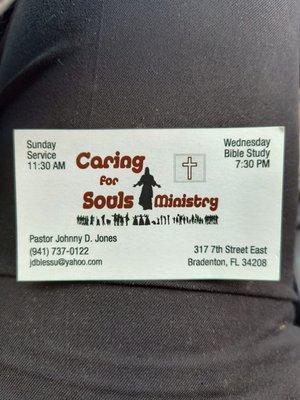 Sunday
Service
11:30 AM
Wednesday
Bible Study
7:30 PM
Caring
for
Souls Ministry
Pastor Johnny D. Jones
(941) 737-0122
jdblessu@yahoo.com
317 7th Street East
Bradenton, FL 34208